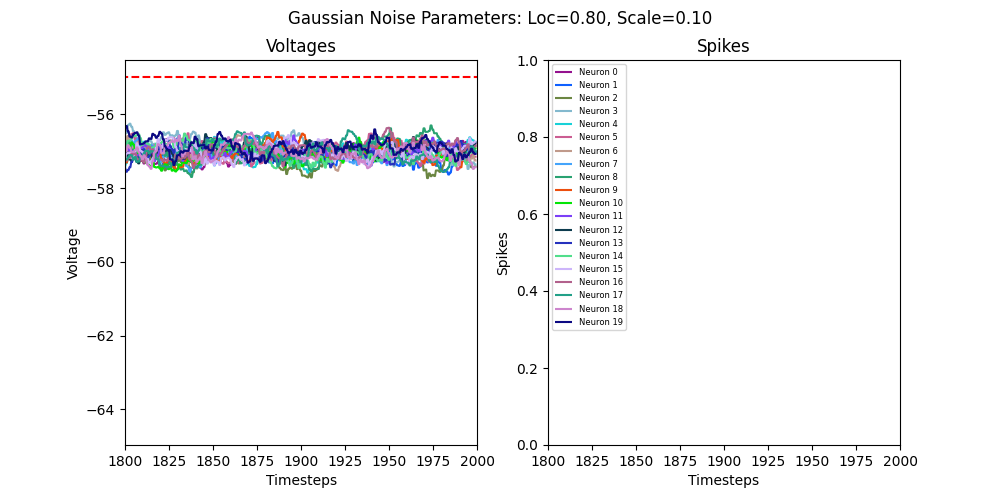 Gaussian Noise Parameters: Loc=0.80, Scale=0.10
Voltages
Voltage
−56
−58
−60
−62
−64
1800 1825 1850 1875 1900 1925 1950 1975 2000
Timesteps
Spikes
Spikes
1.0
0.8
0.6
0.4
0.2
0.0
Neuron 0
Neuron 1
Neuron 2
Neuron 3
Neuron 4
Neuron 5
Neuron 6
Neuron 7
Neuron 8
Neuron 9
Neuron 10
Neuron 11
Neuron 12
Neuron 13
Neuron 14
Neuron 15
Neuron 16
Neuron 17
Neuron 18
Neuron 19
1800 1825 1850 1875 1900 1925 1950 1975 2000
Timesteps